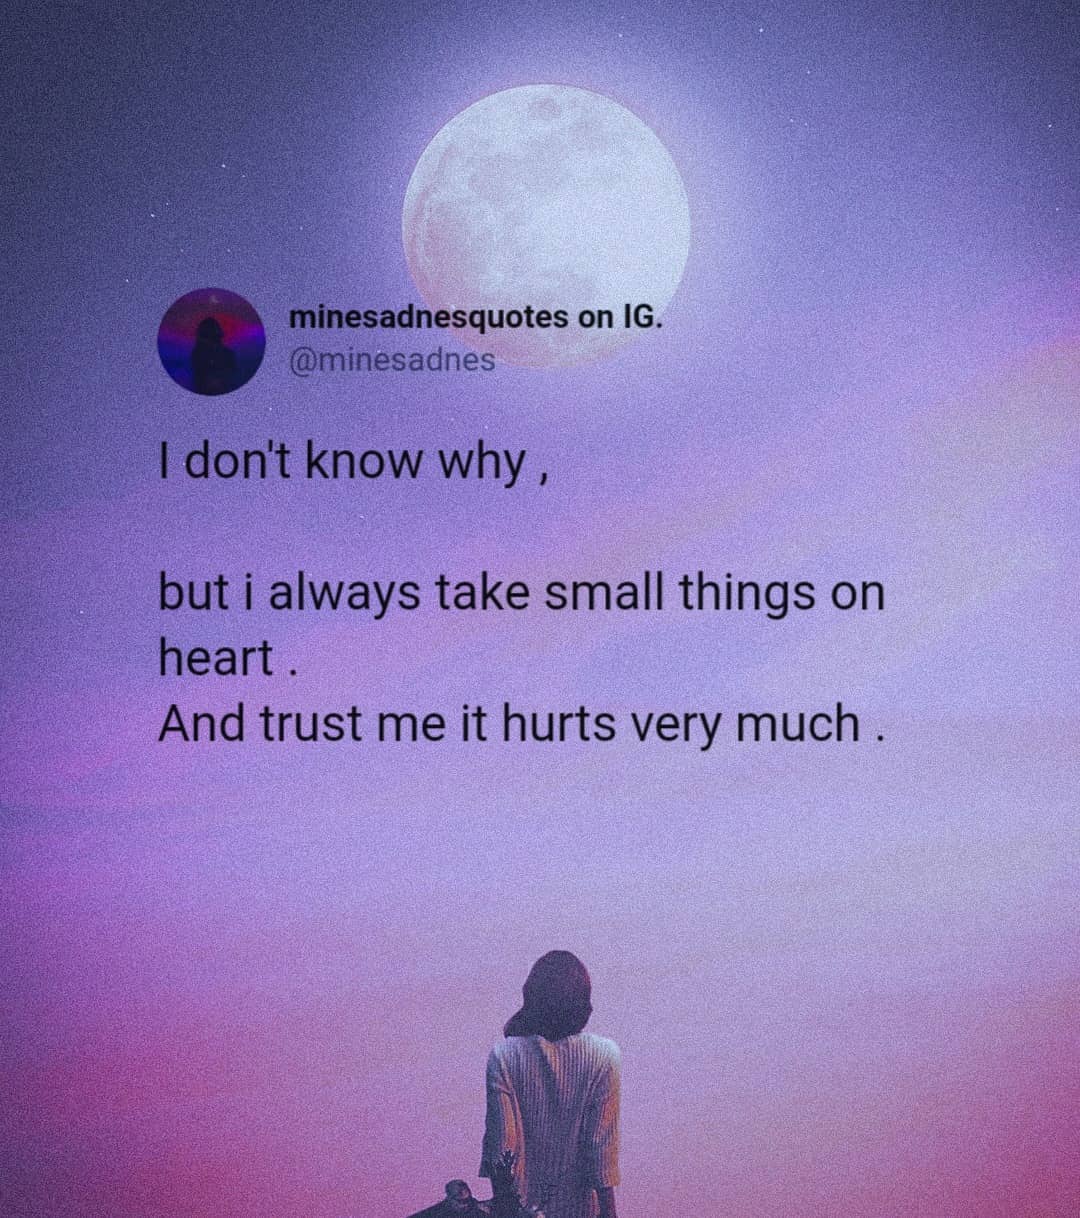 minesadnesquotes on IG.
@minesadnes
I don't know why ,
but i always take small things on
heart .
And trust me it hurts very much .